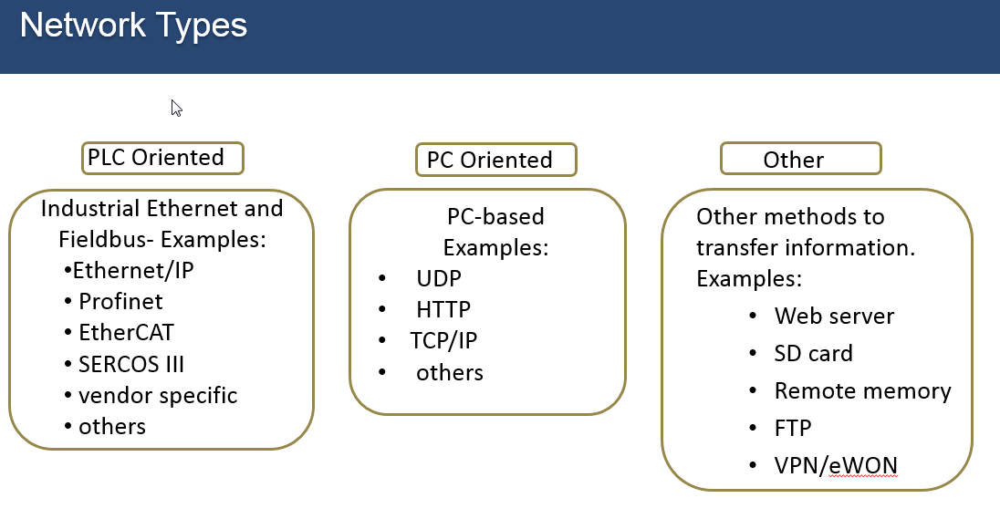 Network Types
PLC Oriented
Industrial Ethernet and
Fieldbus- Examples:
•Ethernet/IP
• Profinet
• EtherCAT
• SERCOS III
• vendor specific
• others
PC Oriented
PC-based
Examples:
• UDP
• HTTP
• TCP/IP
• others
Other
Other methods to
transfer information.
Examples:
• Web server
• SD card
• Remote memory
• FTP
• VPN/eWON